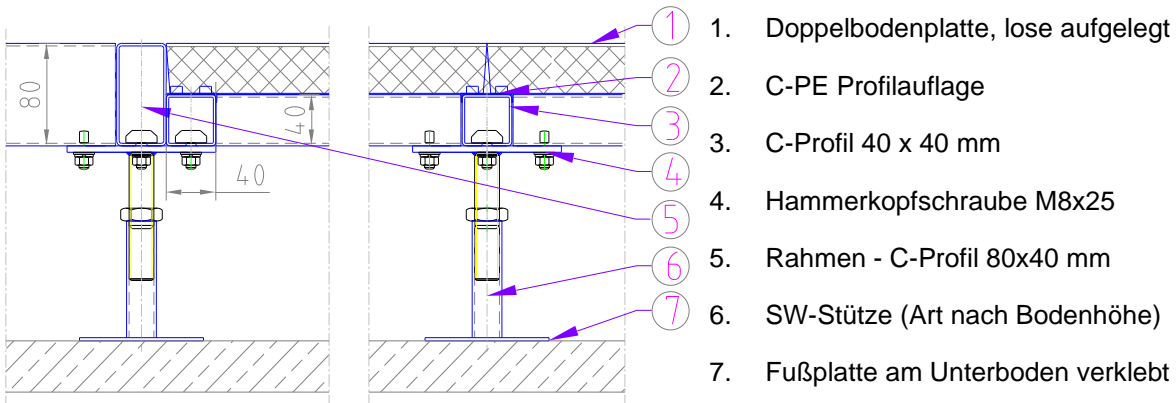 1
1. Doppelbodenplatte, lose aufgelegt
80
2
2. C-PE Profilauflage
40
3
3. C-Profil 40 x 40 mm
40
4
4. Hammerkopfschraube M8x25
5
5. Rahmen - C-Profil 80x40 mm
6
6. SW-Stütze (Art nach Bodenhöhe)
7
7. Fußplatte am Unterboden verklebt